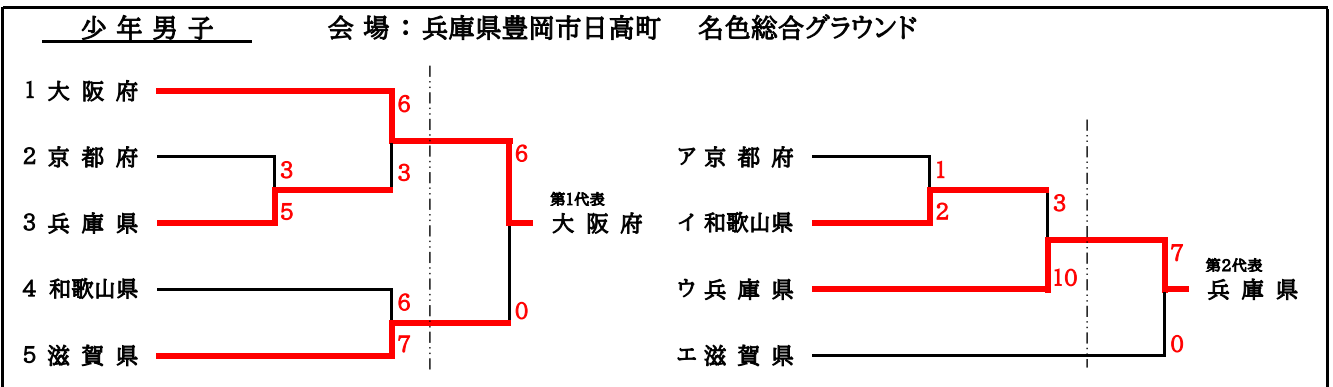 少年男子 会場：兵庫県豊岡市日高町 名色総合グラウンド
1 大阪府
6
2 京都府
3
3
6
5
3 兵庫県
第1代表
大阪府
4 和歌山県
6
0
7
5 滋賀県
ア 京都府
1
3
2
イ 和歌山県
7
10
ウ 兵庫県
第2代表
兵庫県
0
エ 滋賀県